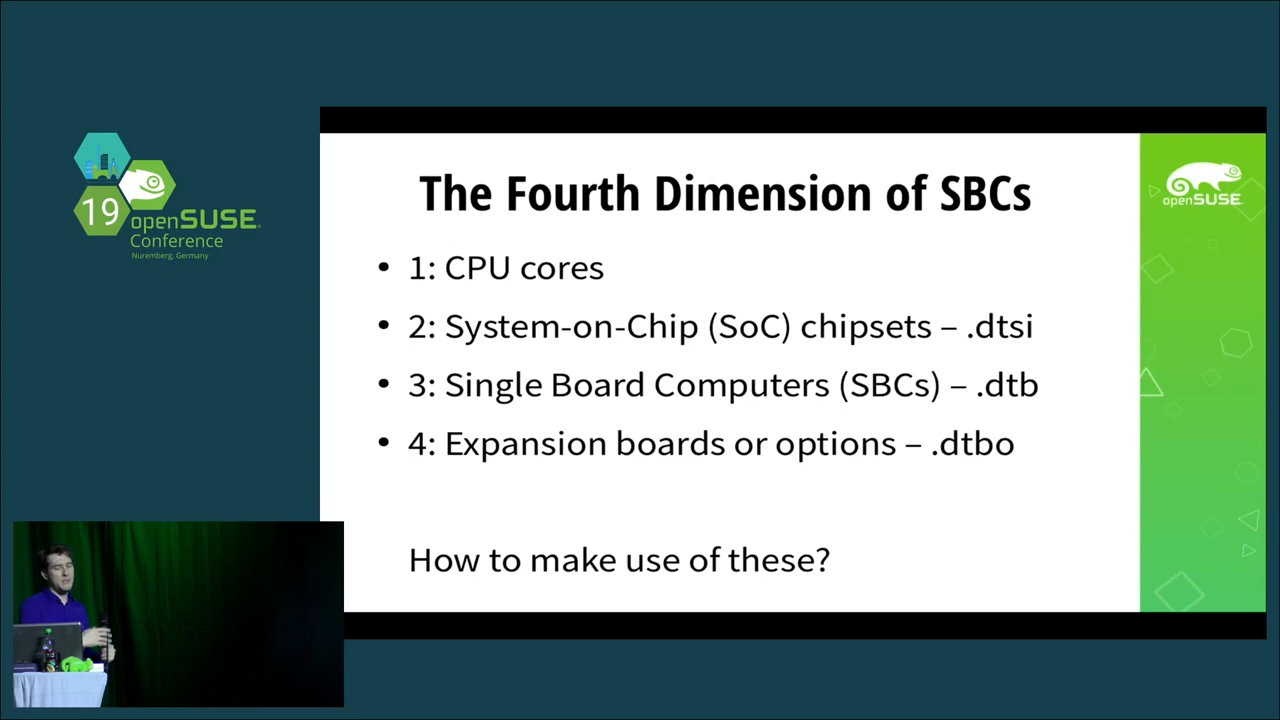 19
openSUSE
Conference
Nuremberg, Germany
The Fourth Dimension of SBCs
• 1: CPU cores
• 2: System-on-Chip (SoC) chipsets – .dtsi
• 3: Single Board Computers (SBCs) – .dtb
• 4: Expansion boards or options – .dtbo
How to make use of these?
openSUSE